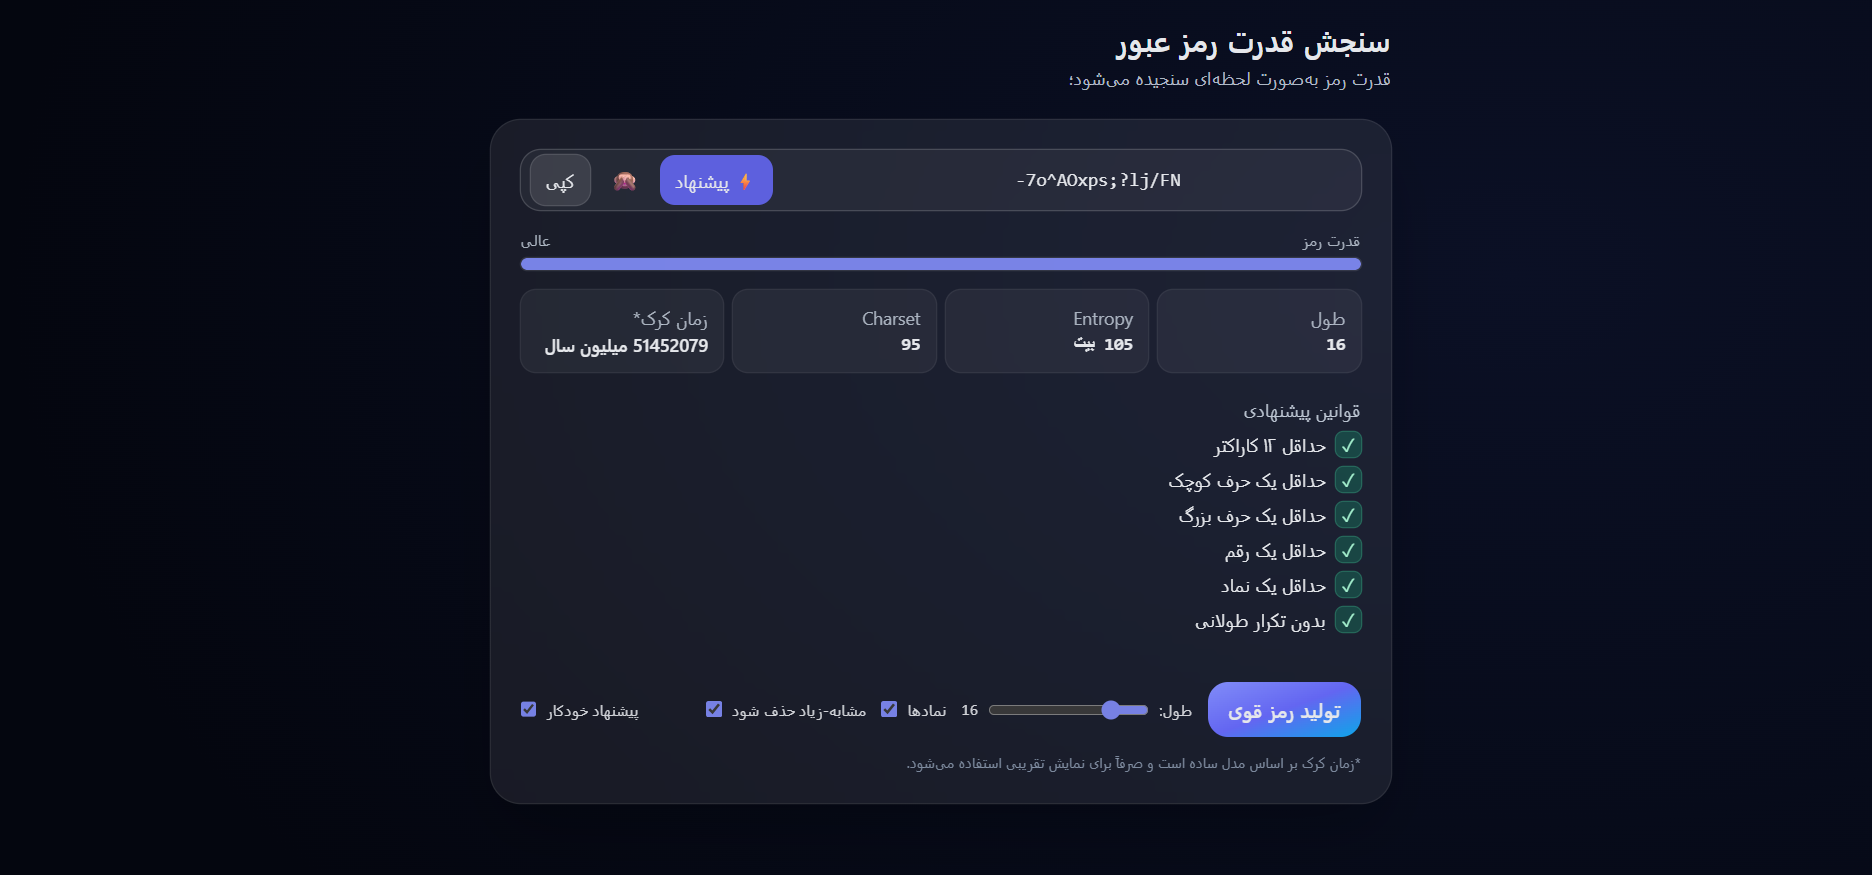 سنجش قدرت رمز عبور
قدرت رمز به‌صورت لحظه‌ای سنجیده می‌شود؛
-7o^AOxps;?lj/FN
پیشنهاد
کپی
قدرت رمز
عالی
طول
16
Entropy
105 بیت
Charset
95
زمان کرک*
51452079 میلیون سال
قوانین پیشنهادی
حداقل ۱۲ کاراکتر
حداقل یک حرف کوچک
حداقل یک حرف بزرگ
حداقل یک رقم
حداقل یک نماد
بدون تکرار طولانی
تولید رمز قوی
طول:
16
نمادها
مشابه-زیاد حذف شود
پیشنهاد خودکار
*زمان کرک بر اساس مدل ساده است و صرفاً برای نمایش تقریبی استفاده می‌شود.